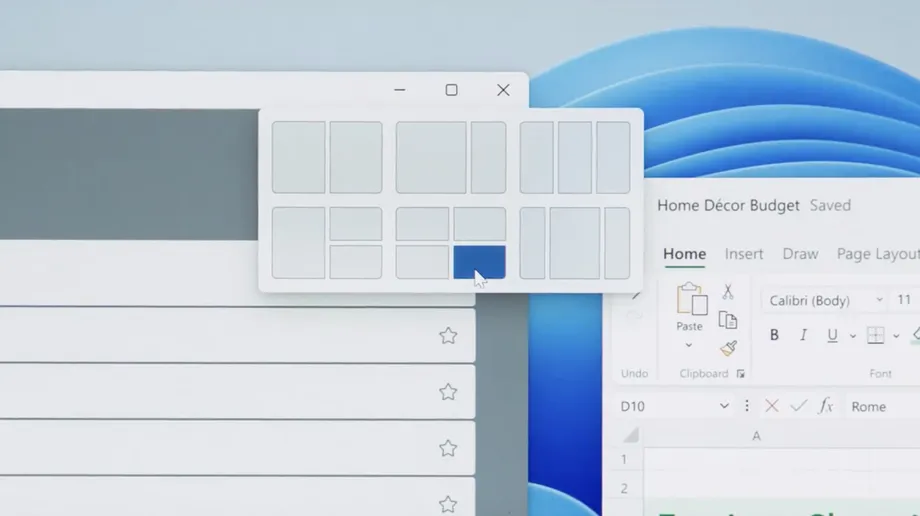 Home Décor Budget Saved
Home Insert Draw Page Layou
Calibri (Body) 11
Paste
B I U
Undo Clipboard Font
D10 fx Rome
A
1
2